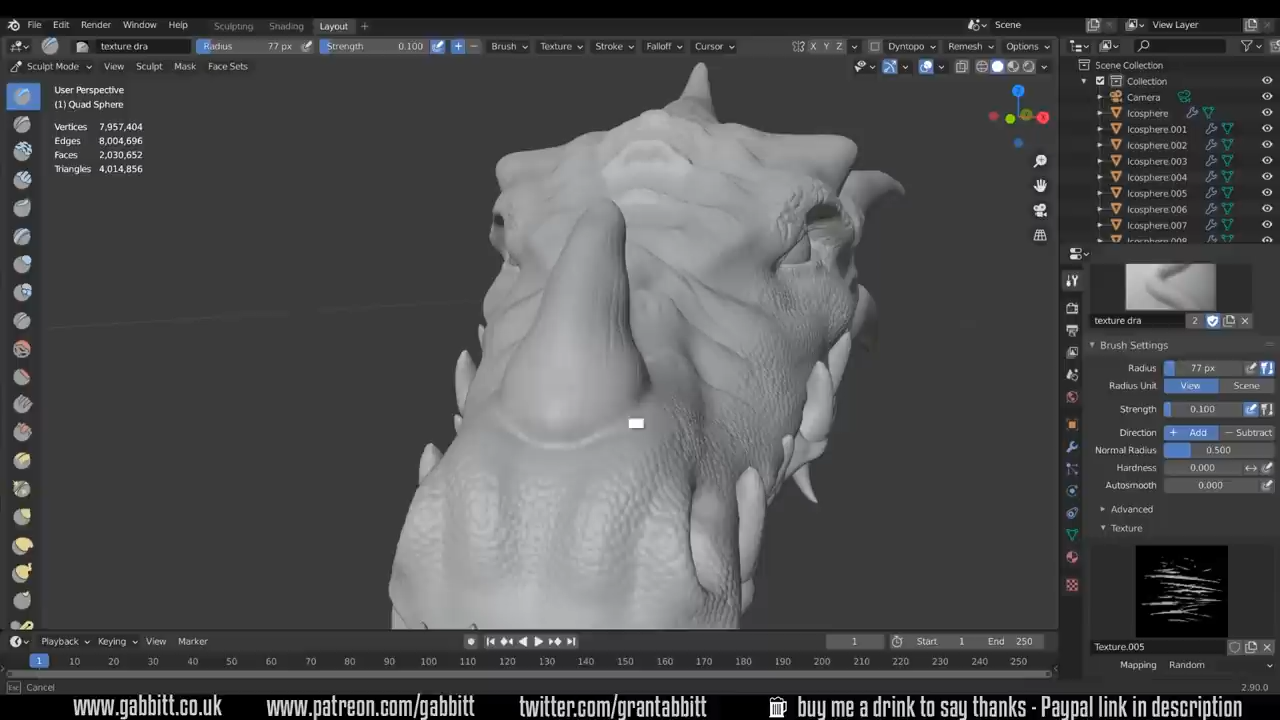 File Edit Render Window Help Sculpting Shading Layout + Scene View Layer
texture dra Radius 77 px Strength 0.100 + − Brush Texture Stroke Falloff Cursor X Y Z Dyntopo Remesh Options
Sculpt Mode View Sculpt Mask Face Sets
User Perspective
(1) Quad Sphere
Vertices 7,957,404
Edges 8,004,696
Faces 2,030,652
Triangles 4,014,856
Z
X
Scene Collection
Collection
Camera
Icosphere
Icosphere.001
Icosphere.002
Icosphere.003
Icosphere.004
Icosphere.005
Icosphere.006
Icosphere.007
Icosphere.008
texture dra 2
Brush Settings
Radius 77 px
Radius Unit View Scene
Strength 0.100
Direction + Add − Subtract
Normal Radius 0.500
Hardness 0.000
Autosmooth 0.000
Advanced
Texture
Texture.005
Mapping Random
Playback Keying View Marker 1 Start 1 End 250
1 10 20 30 40 50 60 70 80 90 100 110 120 130 140 150 160 170 180 190 200 210 220 230 240 250
Esc Cancel 2.90.0
www.gabbitt.co.uk www.patreon.com/gabbitt twitter.com/grantabbitt buy me a drink to say thanks - Paypal link in description